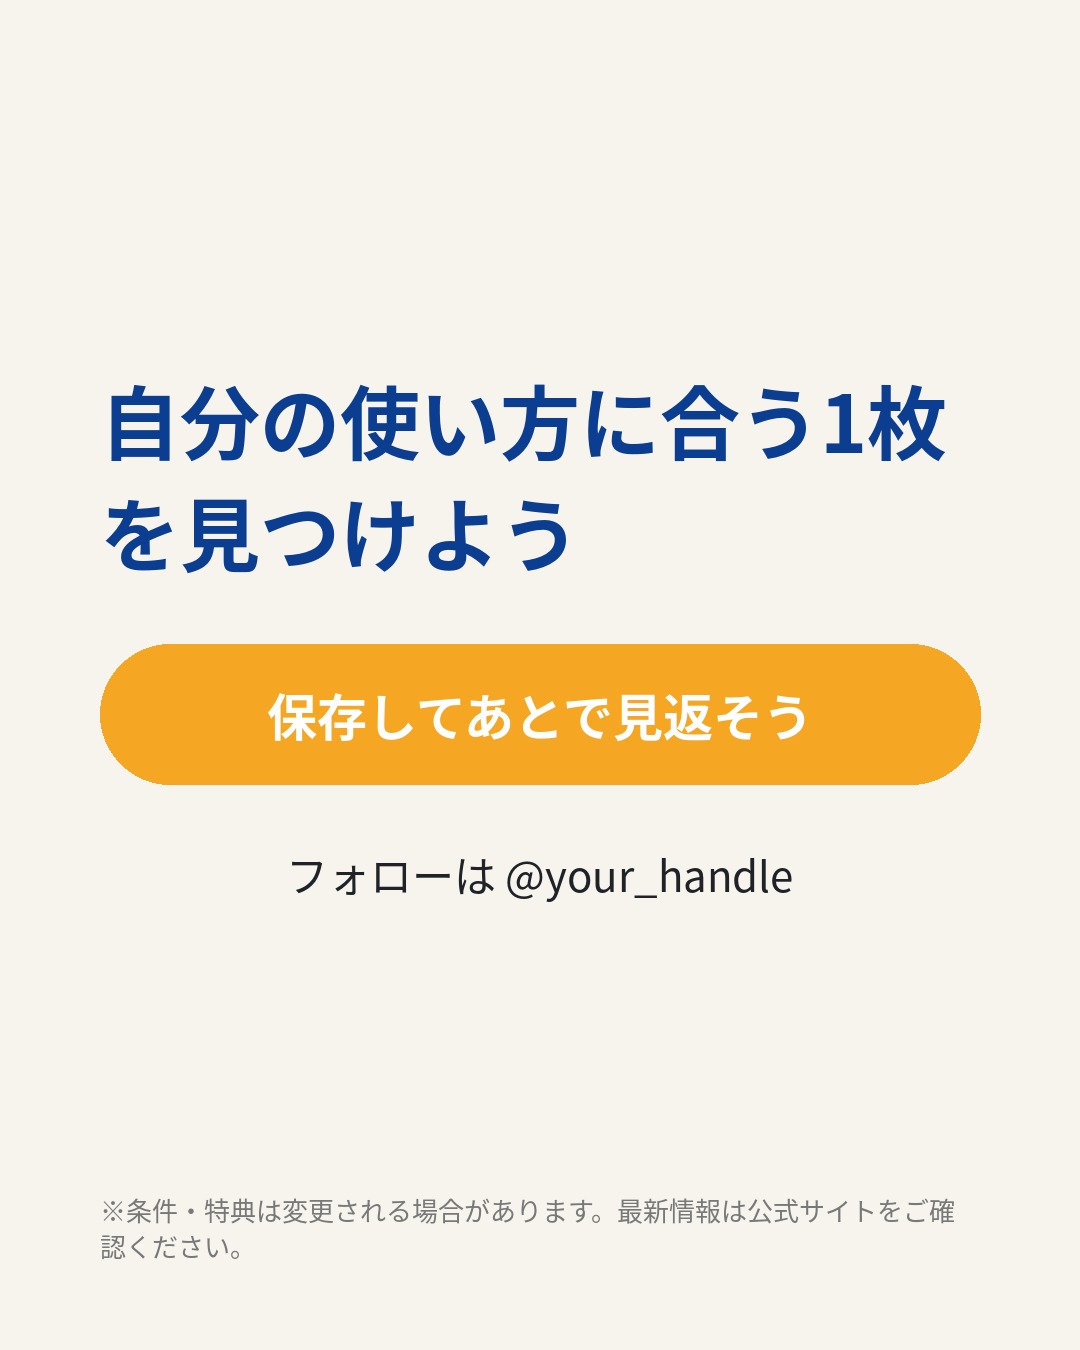 自分の使い方に合う1枚
を見つけよう
保存してあとで見返そう
フォローは @your_handle
※条件・特典は変更される場合があります。最新情報は公式サイトをご確
認ください。